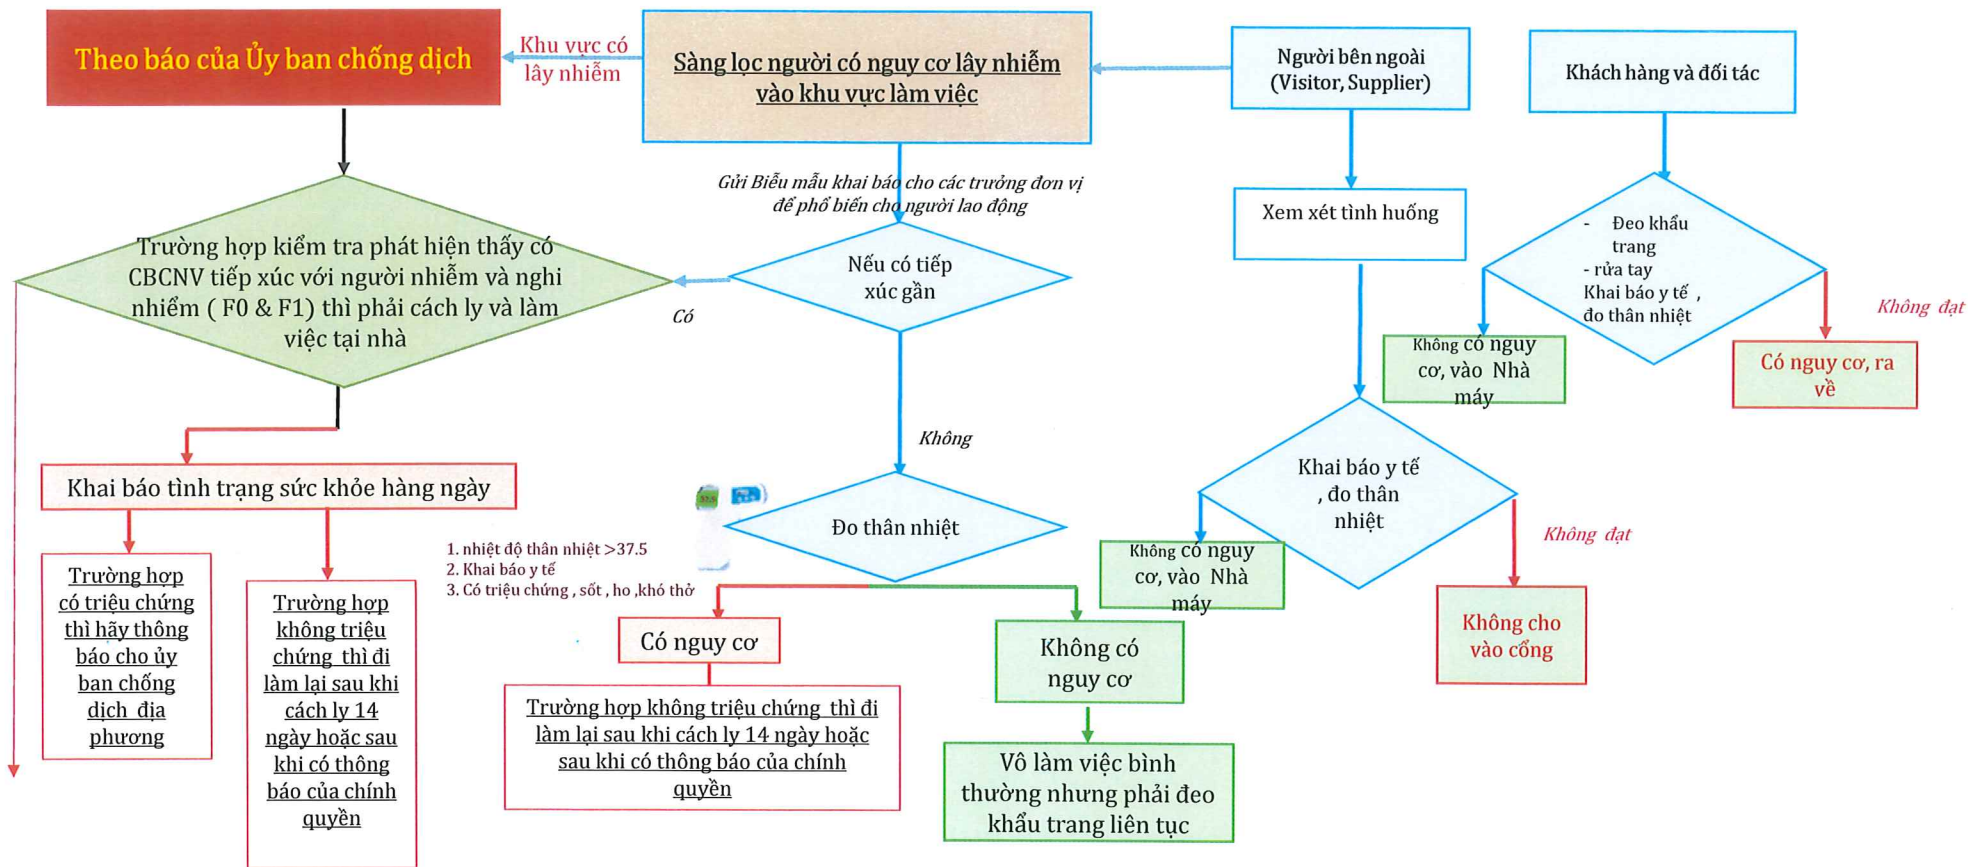 Theo báo của Ủy ban chống dịch
Khu vực có
lây nhiễm
Sàng lọc người có nguy cơ lây nhiễm
vào khu vực làm việc
Người bên ngoài
(Visitor, Supplier)
Khách hàng và đối tác
Gửi Biễu mẫu khai báo cho các trưởng đơn vị
để phổ biến cho người lao động
Xem xét tình huống
- Đeo khẩu
trang
- rửa tay
Khai báo y tế ,
đo thân nhiệt
Trường hợp kiểm tra phát hiện thấy có
CBCNV tiếp xúc với người nhiễm và nghi
nhiễm ( F0 & F1) thì phải cách ly và làm
việc tại nhà
Nếu có tiếp
xúc gần
Có
Không đạt
Không có nguy
cơ, vào Nhà
máy
Có nguy cơ, ra
về
Không
Khai báo y tế
, đo thân
nhiệt
Khai báo tình trạng sức khỏe hàng ngày
Đo thân nhiệt
Không đạt
1. nhiệt độ thân nhiệt >37.5
2. Khai báo y tế
3. Có triệu chứng , sốt , ho ,khó thở
Không có nguy
cơ, vào Nhà
máy
Trường hợp
có triệu chứng
thì hãy thông
báo cho ủy
ban chống
dịch địa
phương
Trường hợp
không triệu
chứng thì đi
làm lại sau khi
cách ly 14
ngày hoặc sau
khi có thông
báo của chính
quyền
Có nguy cơ
Không có
nguy cơ
Không cho
vào cổng
Trường hợp không triệu chứng thì đi
làm lại sau khi cách ly 14 ngày hoặc
sau khi có thông báo của chính
quyền
Vô làm việc bình
thường nhưng phải đeo
khẩu trang liên tục